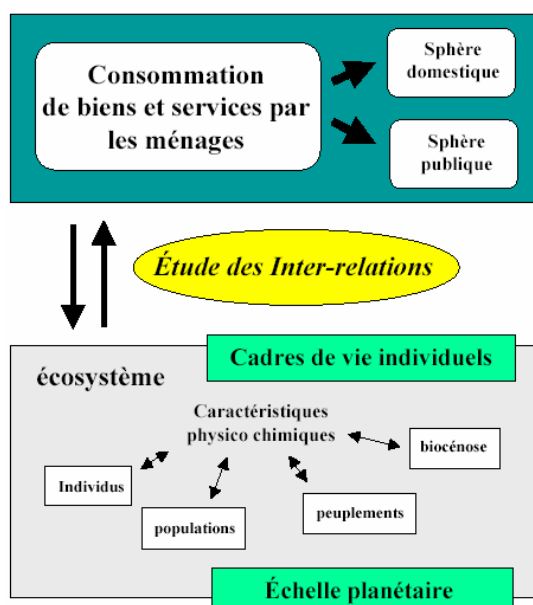 Consommation
de biens et services par
les ménages
Sphère
domestique
Sphère
publique
Étude des Inter-relations
Cadres de vie individuels
écosystème
Caractéristiques
physico chimiques
biocénose
Individus
populations
peuplements
Échelle planétaire